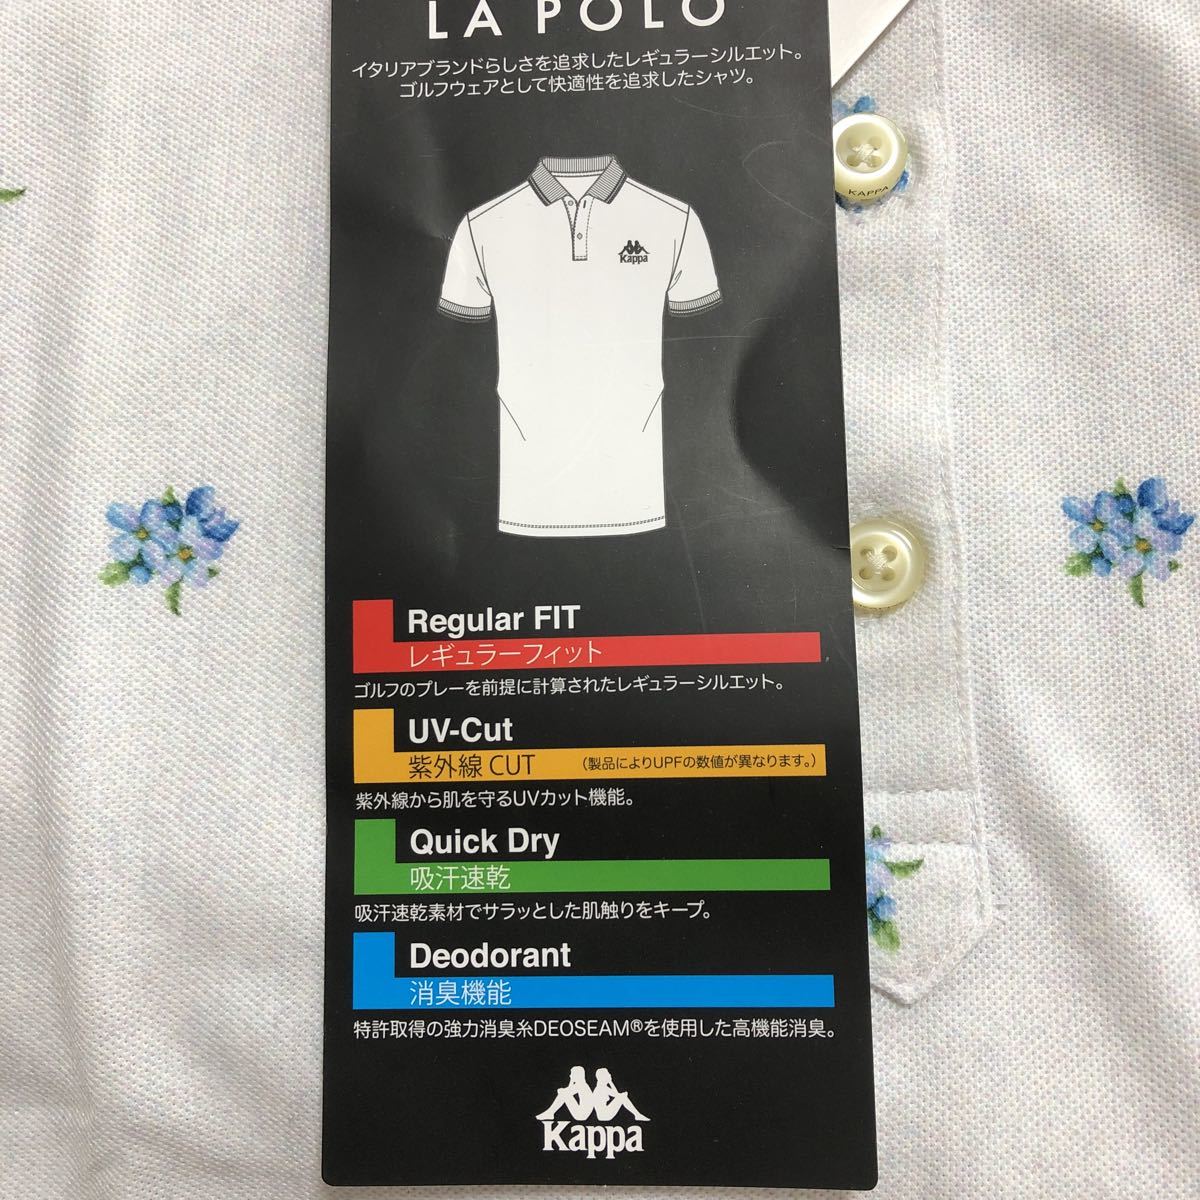 LA POLO
イタリアブランドらしさを追求したレギュラーシルエット。
ゴルフウェアとして快適性を追求したシャツ。
KAPPA
Kappa
Regular FIT
レギュラーフィット
ゴルフのプレーを前提に計算されたレギュラーシルエット。
UV-Cut
紫外線 CUT （製品によりUPFの数値が異なります。）
紫外線から肌を守るUVカット機能。
Quick Dry
吸汗速乾
吸汗速乾素材でサラッとした肌触りをキープ。
Deodorant
消臭機能
特許取得の強力消臭糸DEOSEAM®を使用した高機能消臭。
Kappa